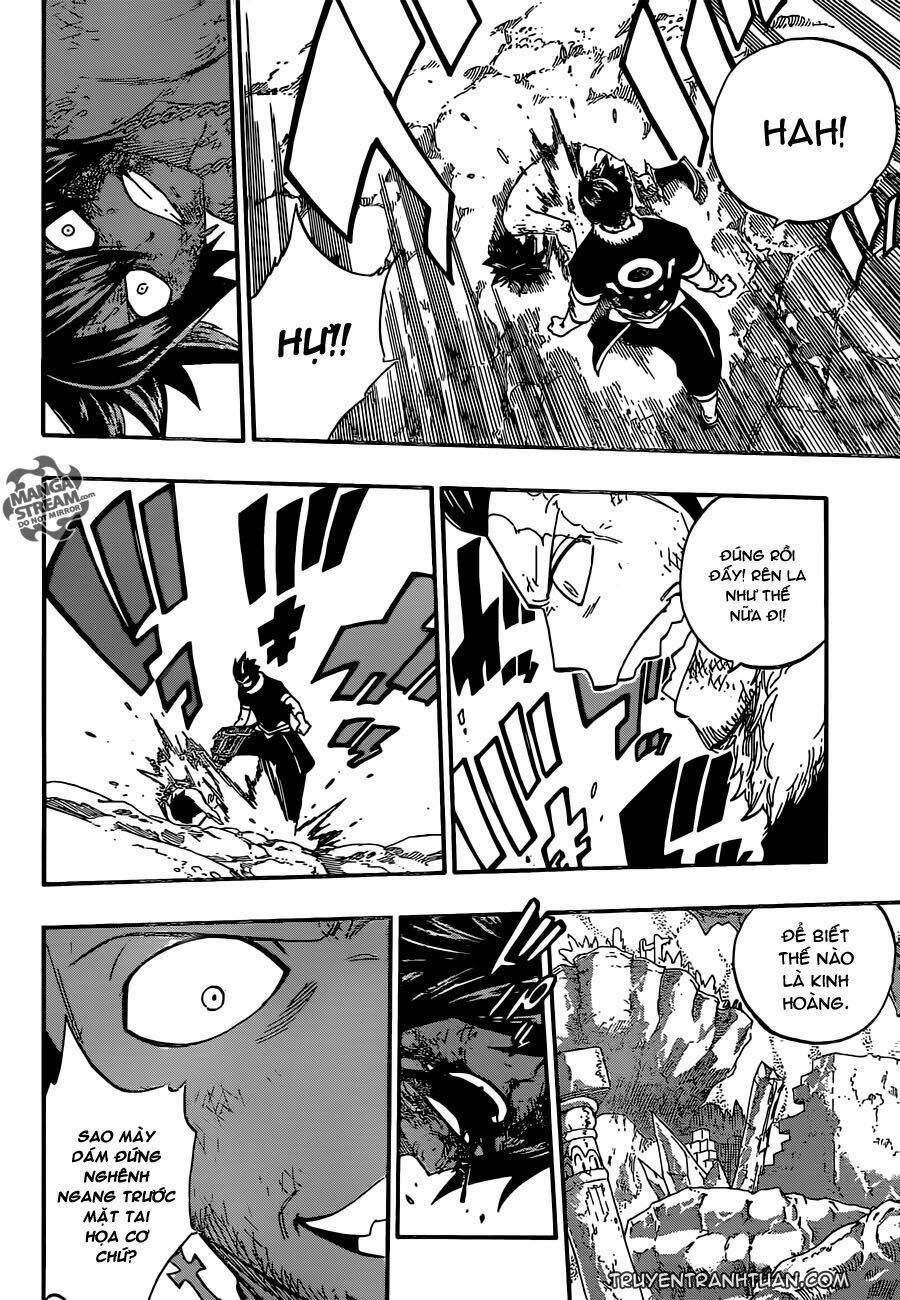 HAH!
HỰ!!
MANGA
STREAM.com
DO NOT MIRROR
ĐÚNG RỒI
ĐẤY! RÊN LA
NHƯ THẾ
NỮA ĐI!
ĐỂ BIẾT
THẾ NÀO
LÀ KINH
HOÀNG.
SAO MÀY
DÁM ĐỨNG
NGHÊNH
NGANG TRƯỚC
MẶT TAI
HỌA CƠ
CHỨ?
TRUYENTRANHTUAN.COM